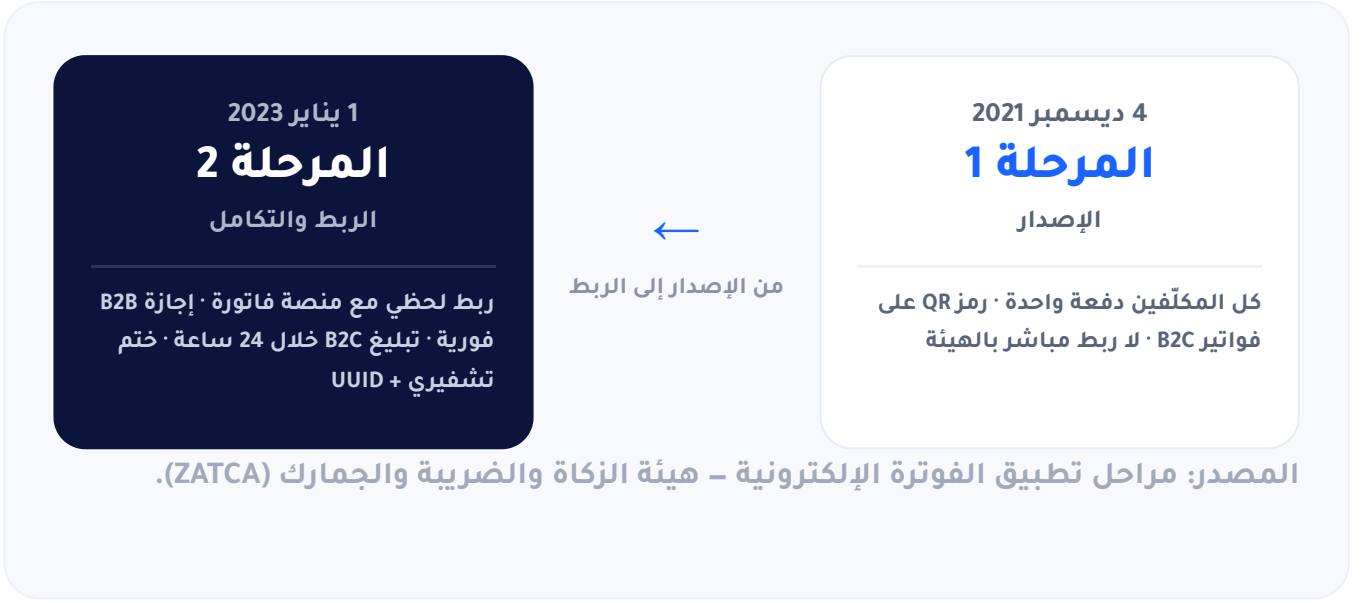 4 ديسمبر 2021
المرحلة 1
الإصدار
كل المكلّفين دفعة واحدة · رمز QR على
فواتير B2C · لا ربط مباشر بالهيئة
←
من الإصدار إلى الربط
1 يناير 2023
المرحلة 2
الربط والتكامل
ربط لحظي مع منصة فاتورة · إجازة B2B
فورية · تبليغ B2C خلال 24 ساعة · ختم
تشفيري + UUID
المصدر: مراحل تطبيق الفوترة الإلكترونية – هيئة الزكاة والضريبة والجمارك (ZATCA).